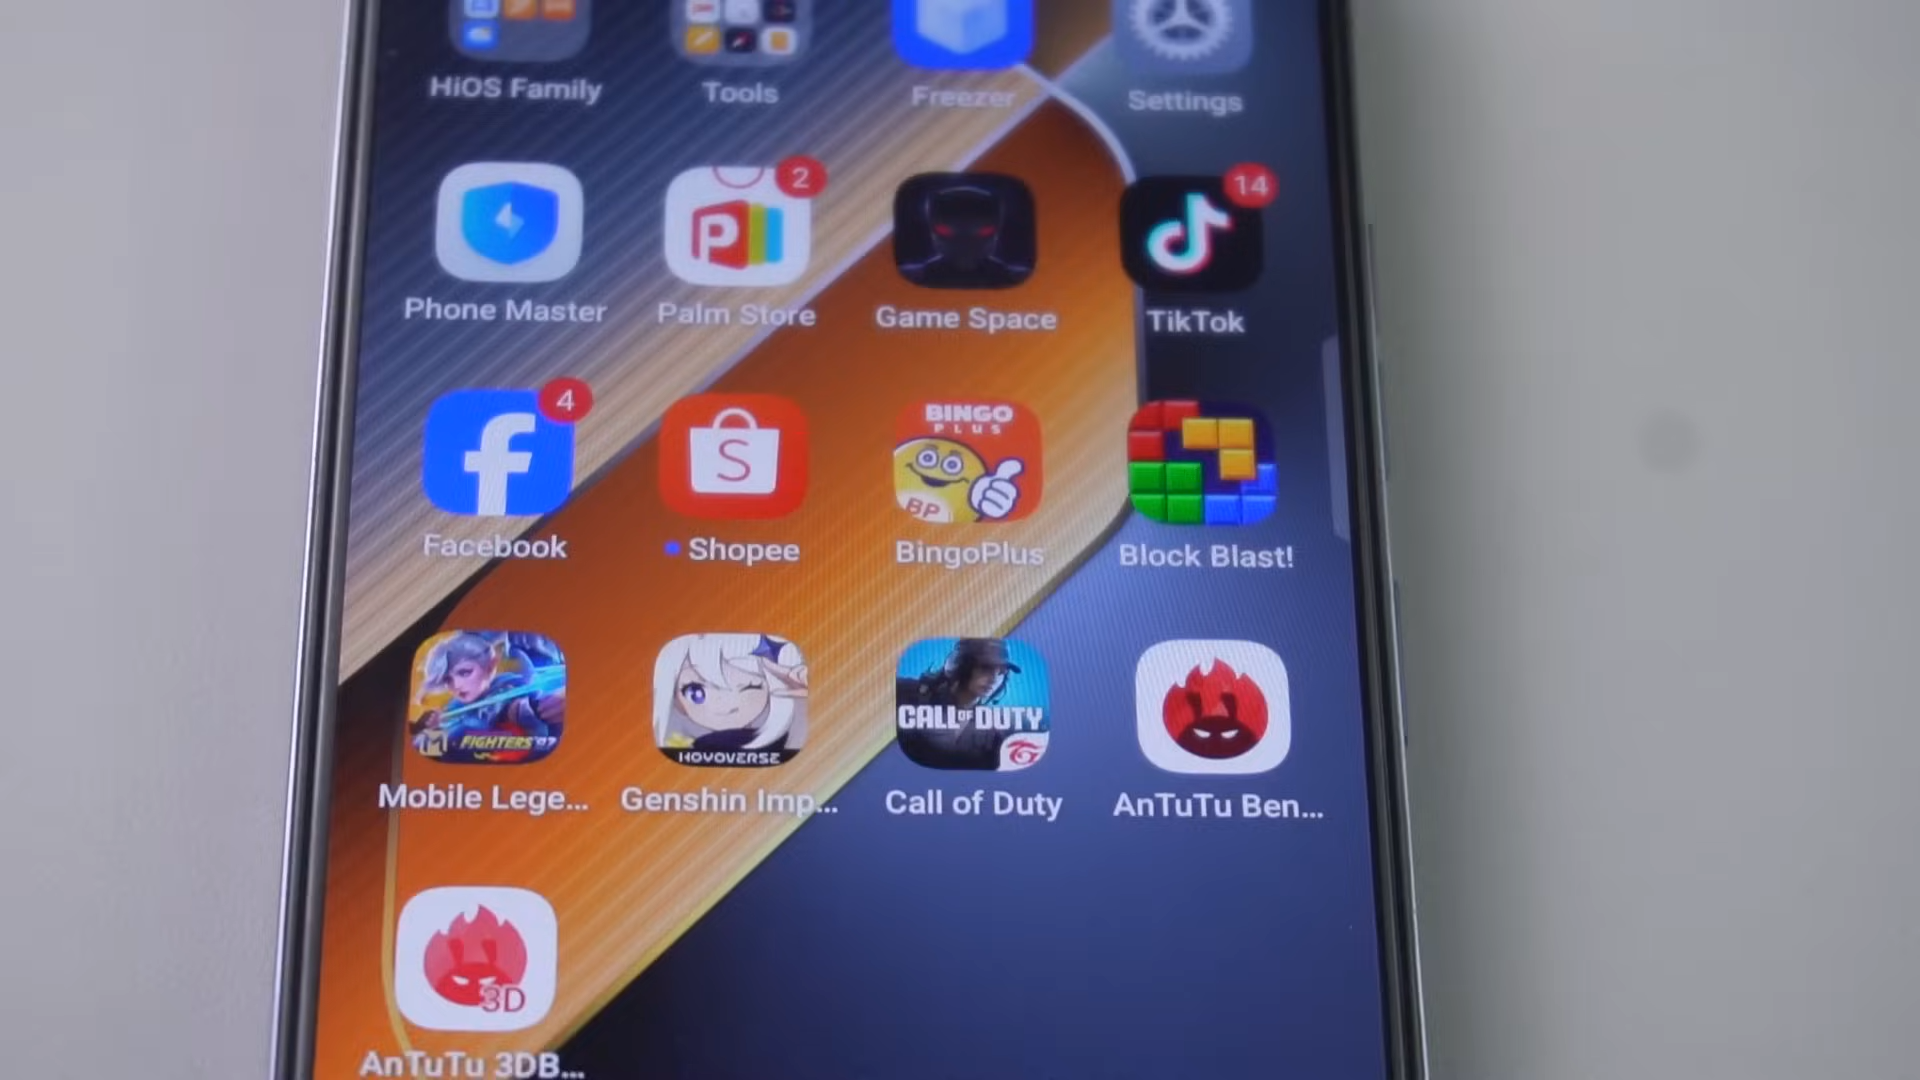 HiOS Family
Tools
Freezer
Settings
2
14
P
Phone Master
Palm Store
Game Space
TikTok
4
f
S
BINGO
PLUS
BP
Facebook
Shopee
BingoPlus
Block Blast!
M FIGHTERS'97
HOYOVERSE
CALL OF DUTY
Mobile Lege...
Genshin Imp...
Call of Duty
AnTuTu Ben...
3D
AnTuTu 3DB...